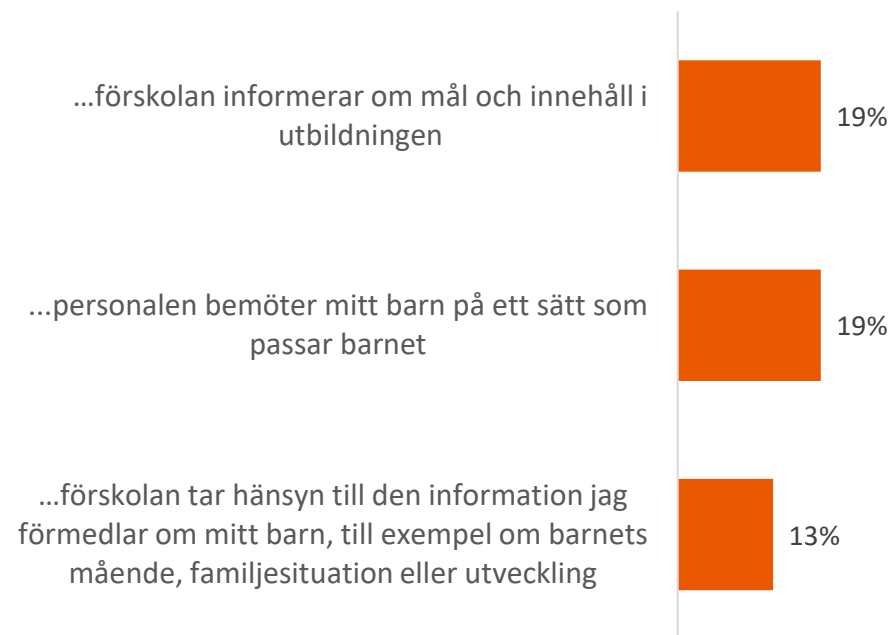 …förskolan informerar om mål och innehåll i
utbildningen
19%
...personalen bemöter mitt barn på ett sätt som
passar barnet
19%
…förskolan tar hänsyn till den information jag
förmedlar om mitt barn, till exempel om barnets
mående, familjesituation eller utveckling
13%